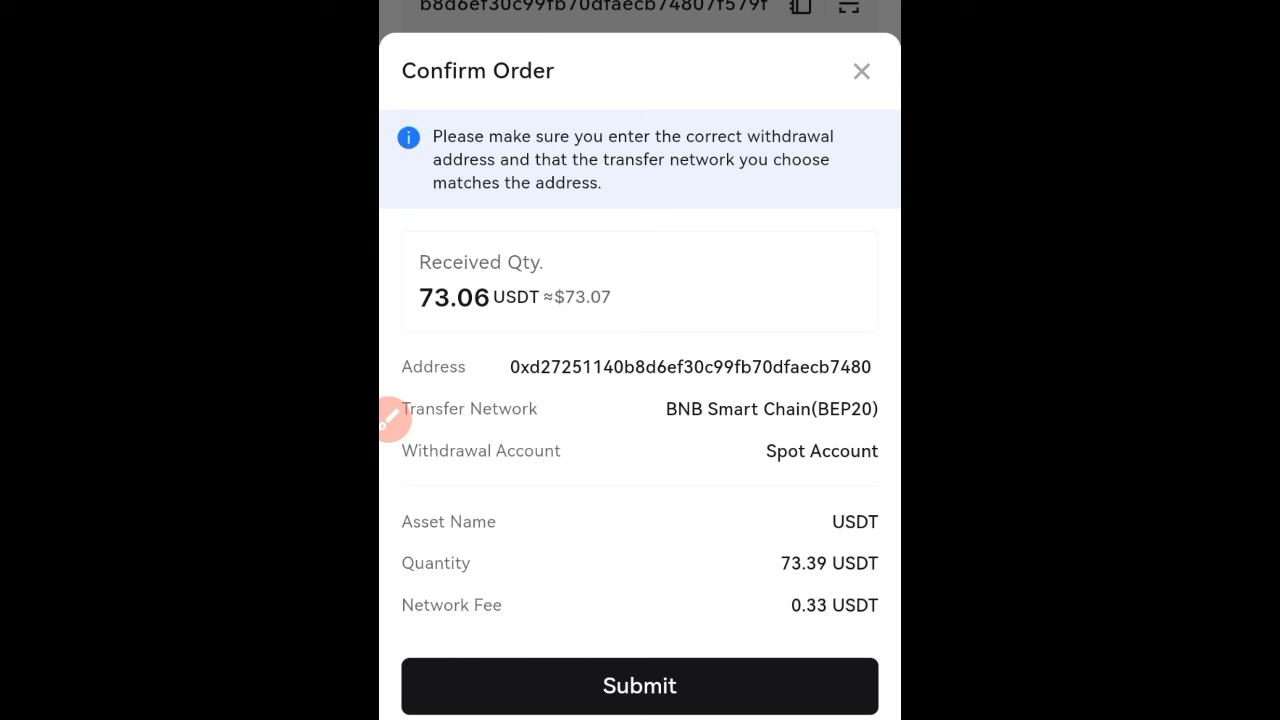 b8d6ef30c99fb70dfaecb74807f579f
Confirm Order
Please make sure you enter the correct withdrawal
address and that the transfer network you choose
matches the address.
Received Qty.
73.06 USDT ≈$73.07
Address 0xd27251140b8d6ef30c99fb70dfaecb7480
Transfer Network BNB Smart Chain(BEP20)
Withdrawal Account Spot Account
Asset Name USDT
Quantity 73.39 USDT
Network Fee 0.33 USDT
Submit